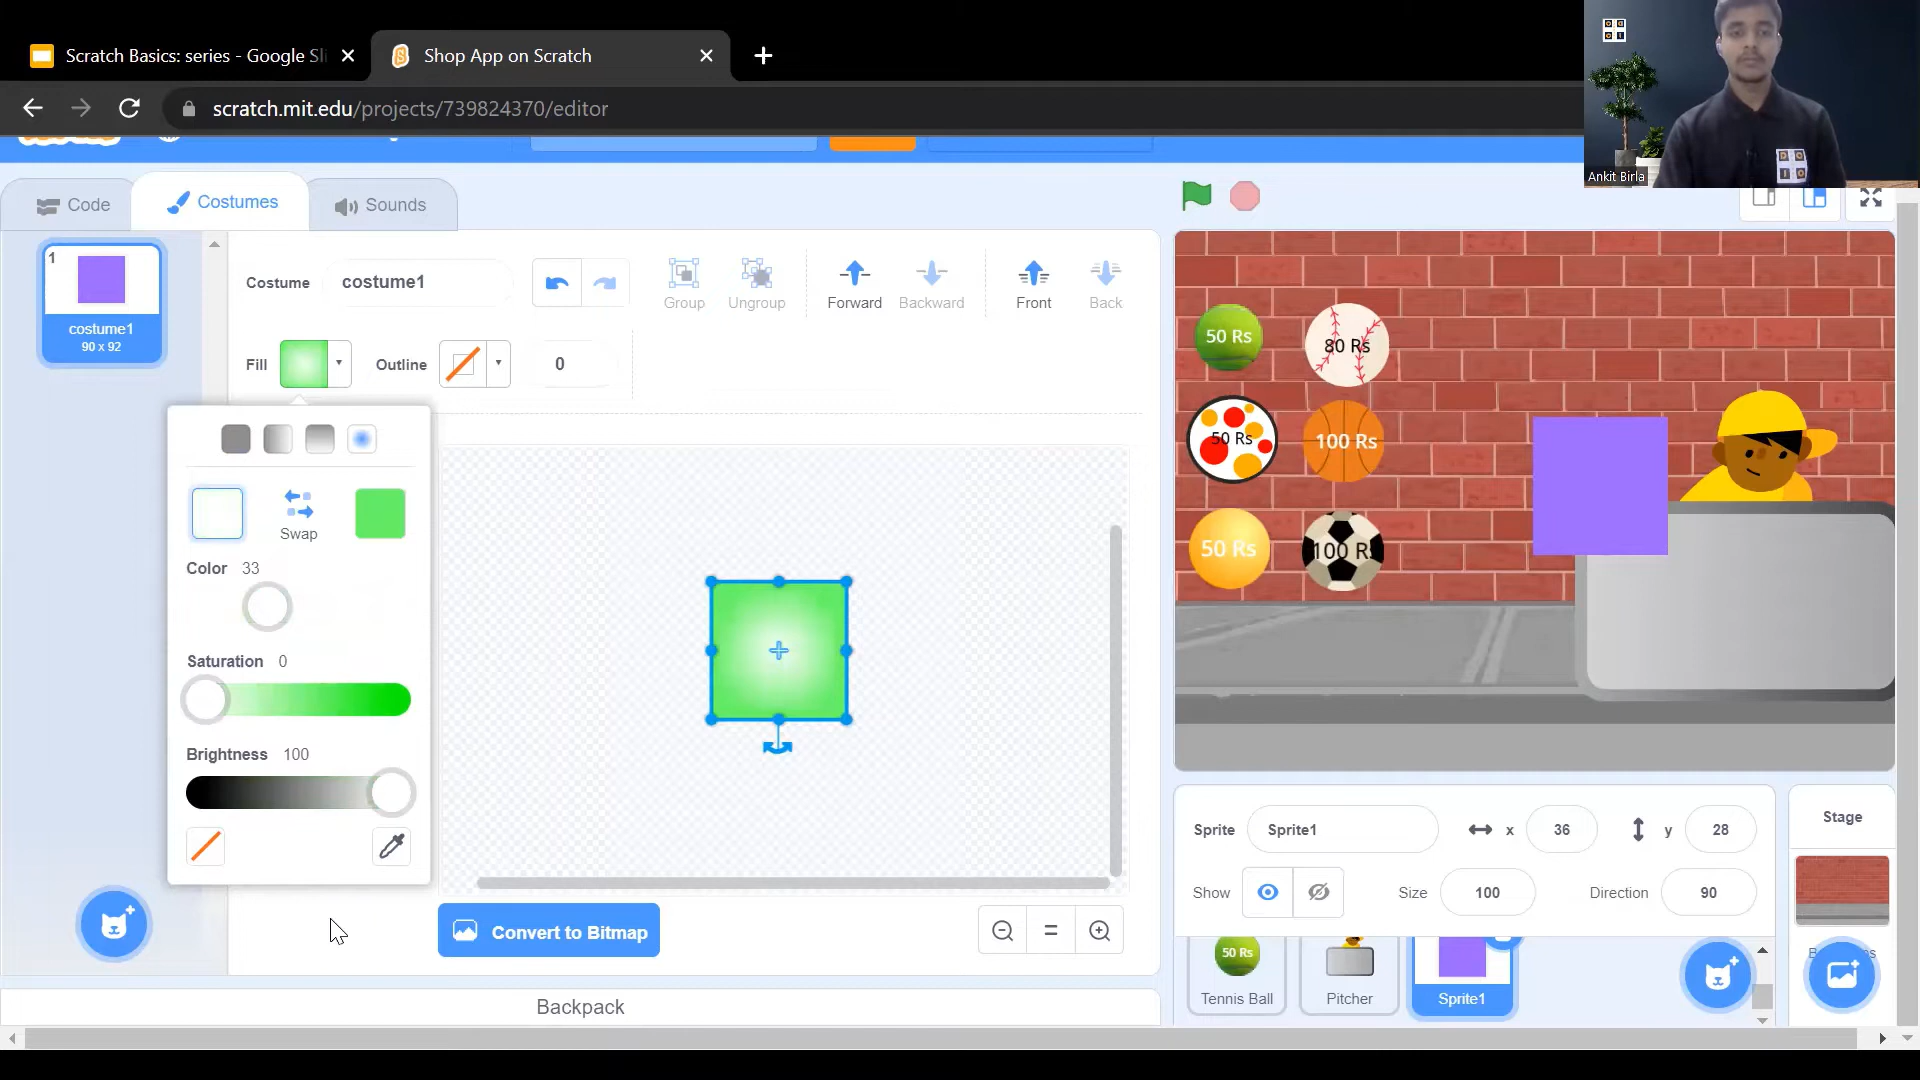 Scratch Basics: series - Google Sli
Shop App on Scratch
scratch.mit.edu/projects/739824370/editor
Ankit Birla
Code
Costumes
Sounds
1
costume1
90 x 92
Costume
costume1
Group
Ungroup
Forward
Backward
Front
Back
Fill
Outline
0
Swap
Color 33
Saturation 0
Brightness 100
Convert to Bitmap
Backpack
50 Rs
80 Rs
50 Rs
100 Rs
50 Rs
100 R
Sprite
Sprite1
x
36
y
28
Show
Size
100
Direction
90
Stage
50 Rs
Tennis Ball
Pitcher
Sprite1